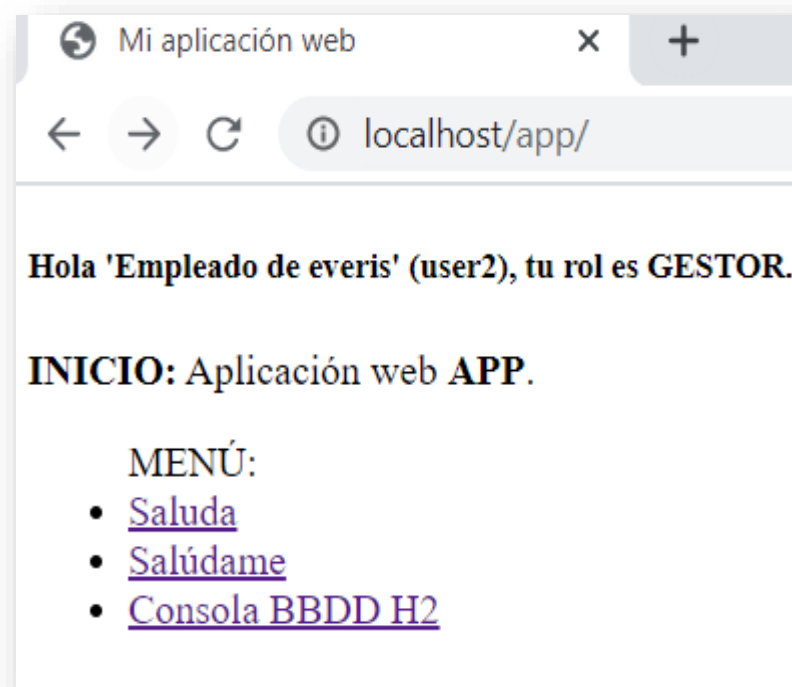 Mi aplicación web
localhost/app/
Hola 'Empleado de everis' (user2), tu rol es GESTOR.
INICIO: Aplicación web APP.
MENÚ:
Saluda
Salúdame
Consola BBDD H2